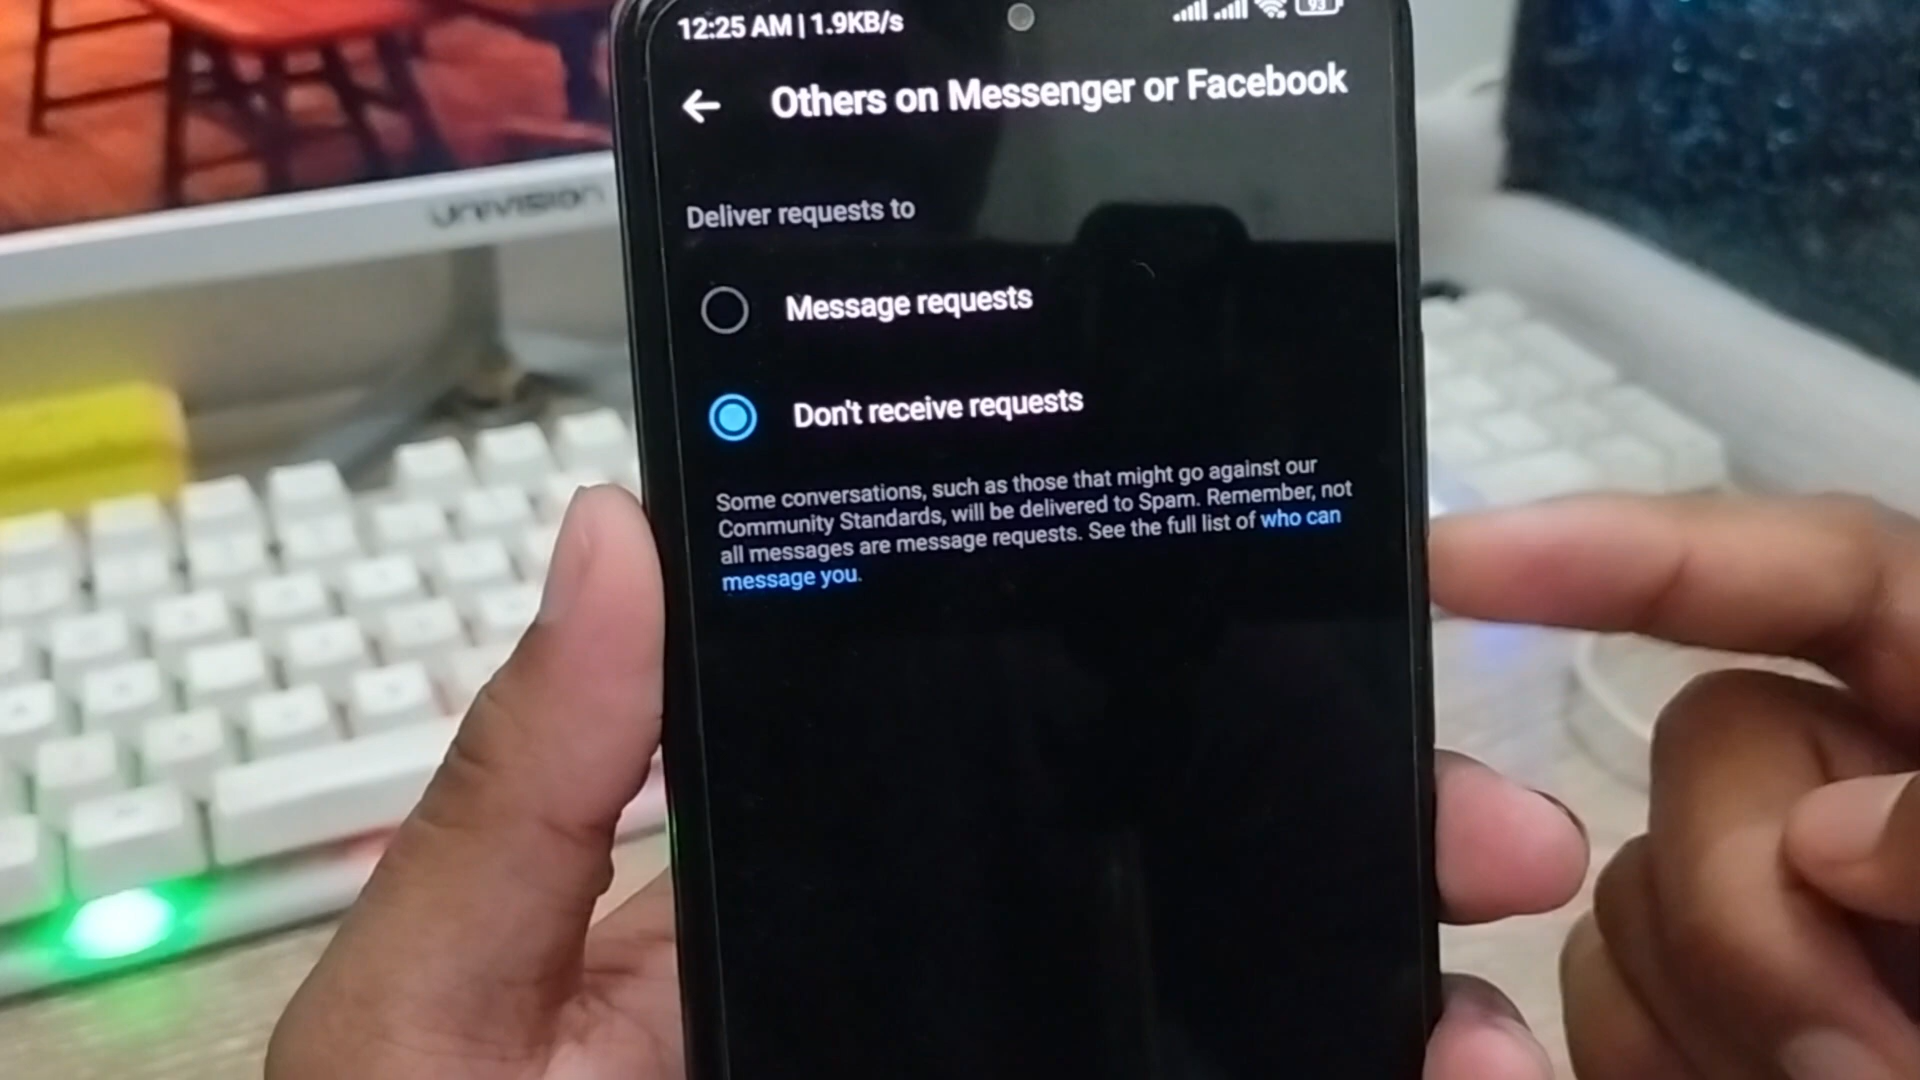 UNIVISION
12:25 AM | 1.9KB/s
93
Others on Messenger or Facebook
Deliver requests to
Message requests
Don't receive requests
Some conversations, such as those that might go against our
Community Standards, will be delivered to Spam. Remember, not
all messages are message requests. See the full list of who can
message you.